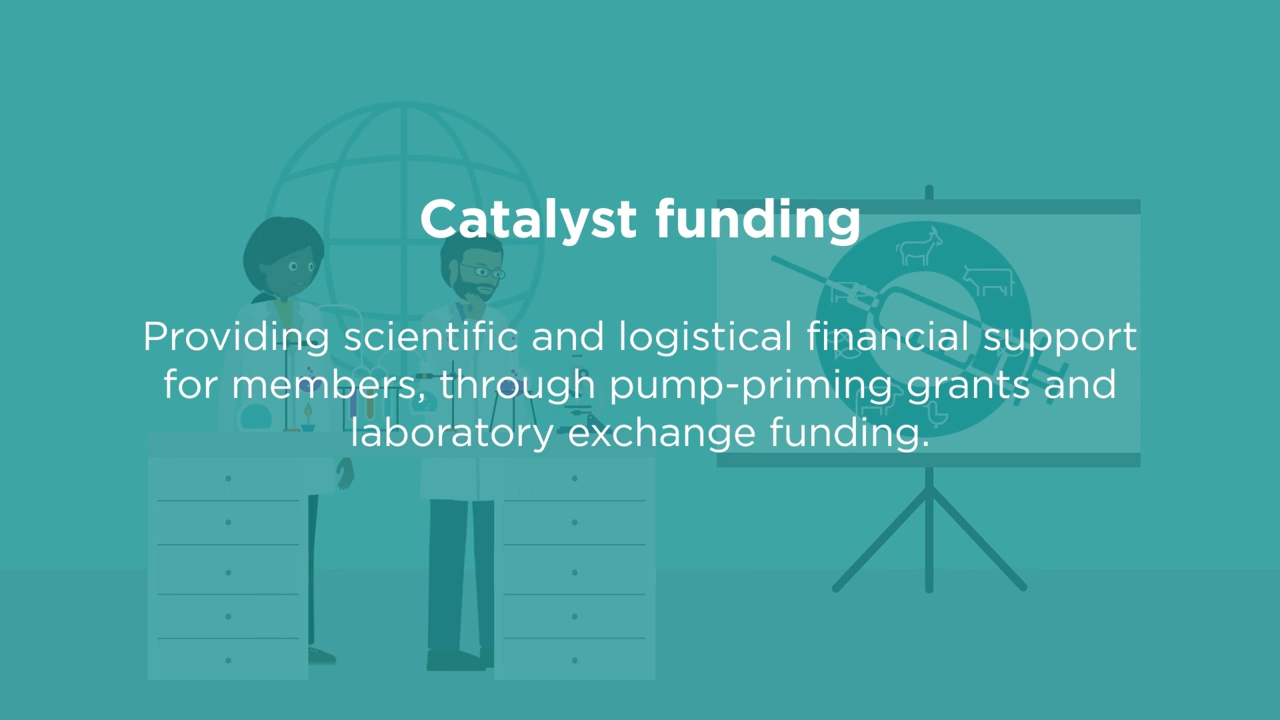 Catalyst funding
Providing scientific and logistical financial support
for members, through pump-priming grants and
laboratory exchange funding.